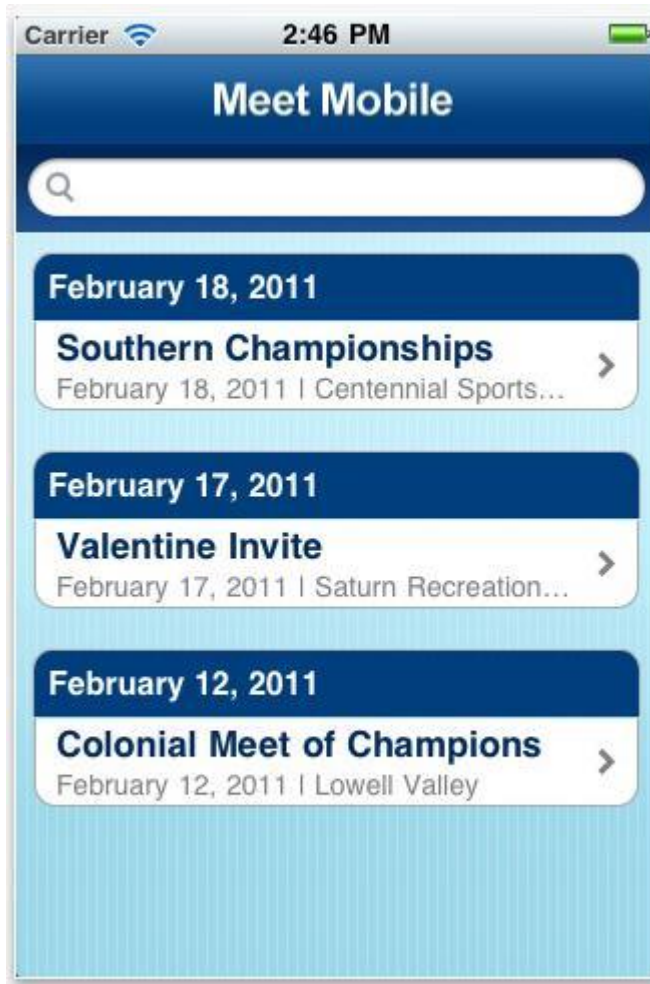 Carrier 2:46 PM
Meet Mobile
February 18, 2011
Southern Championships
February 18, 2011 | Centennial Sports...
February 17, 2011
Valentine Invite
February 17, 2011 | Saturn Recreation...
February 12, 2011
Colonial Meet of Champions
February 12, 2011 | Lowell Valley